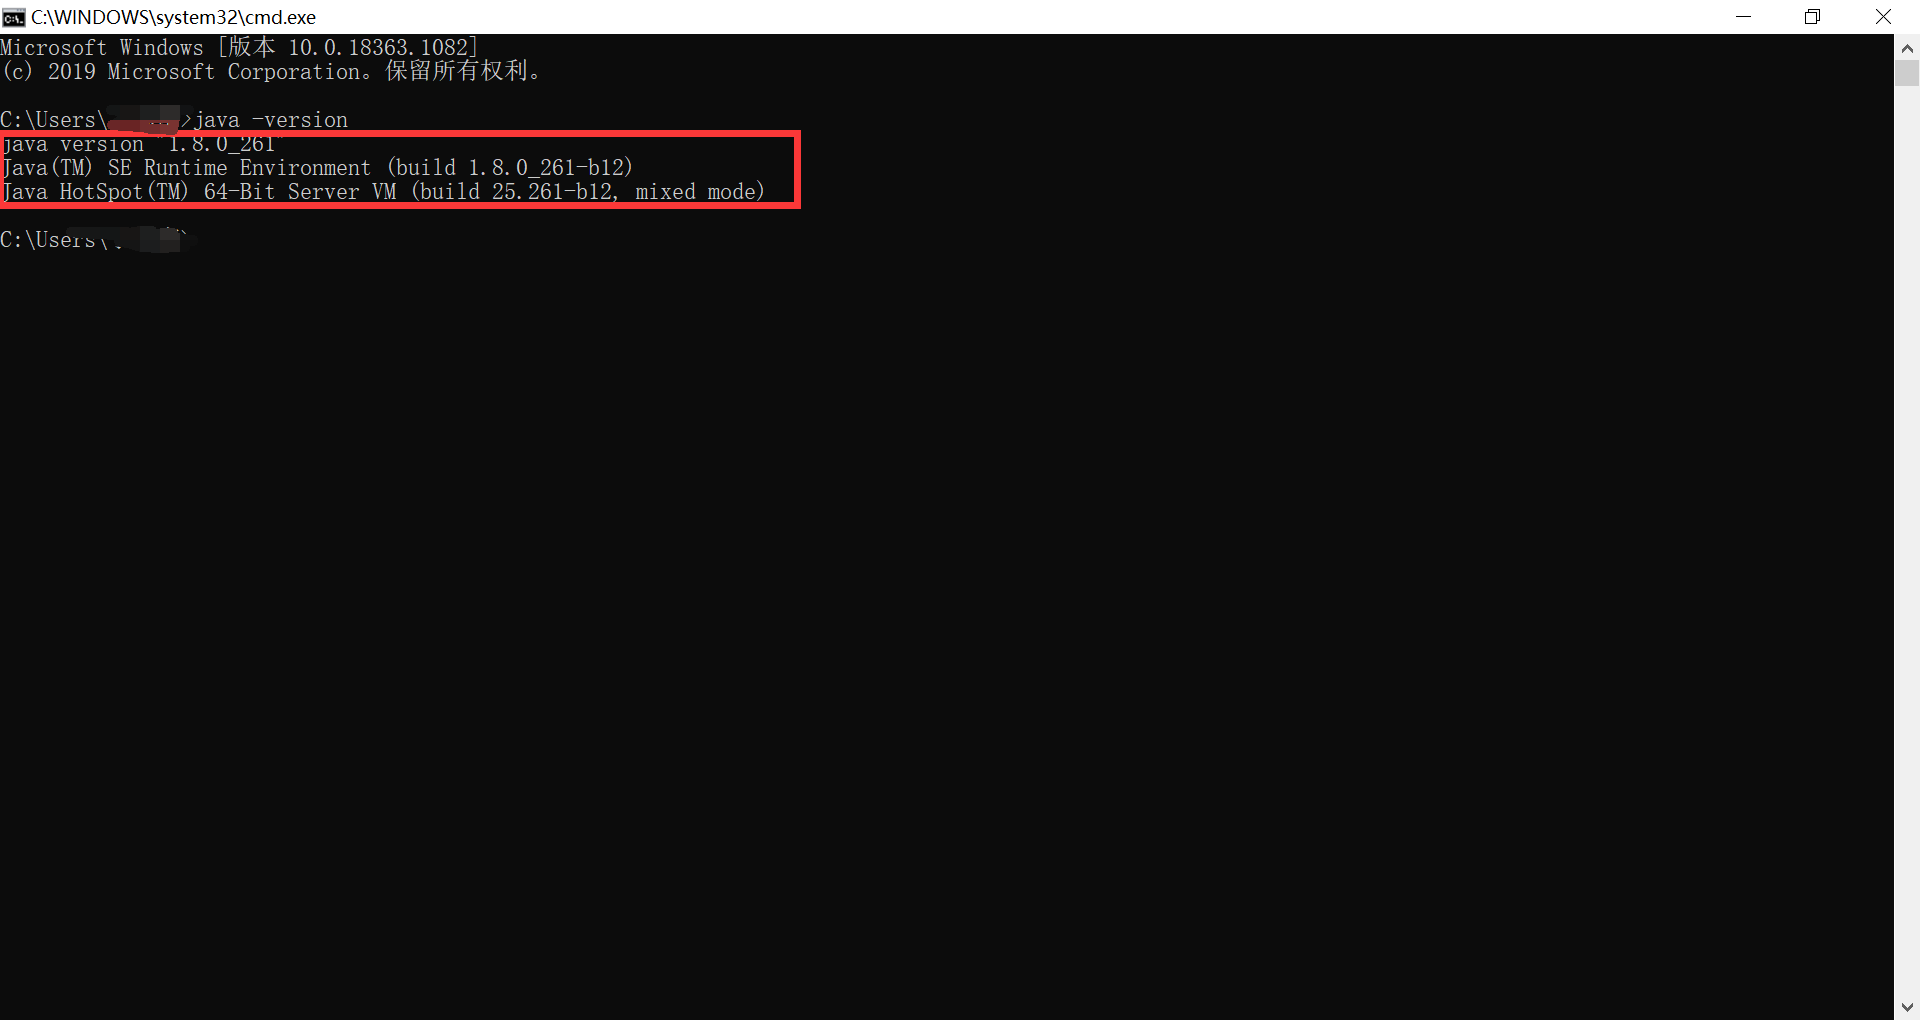 C:\WINDOWS\system32\cmd.exe
Microsoft Windows [版本 10.0.18363.1082]
(c) 2019 Microsoft Corporation。保留所有权利。
C:\Users\ >java -version
java version "1.8.0_261"
Java(TM) SE Runtime Environment (build 1.8.0_261-b12)
Java HotSpot(TM) 64-Bit Server VM (build 25.261-b12, mixed mode)
C:\Users\